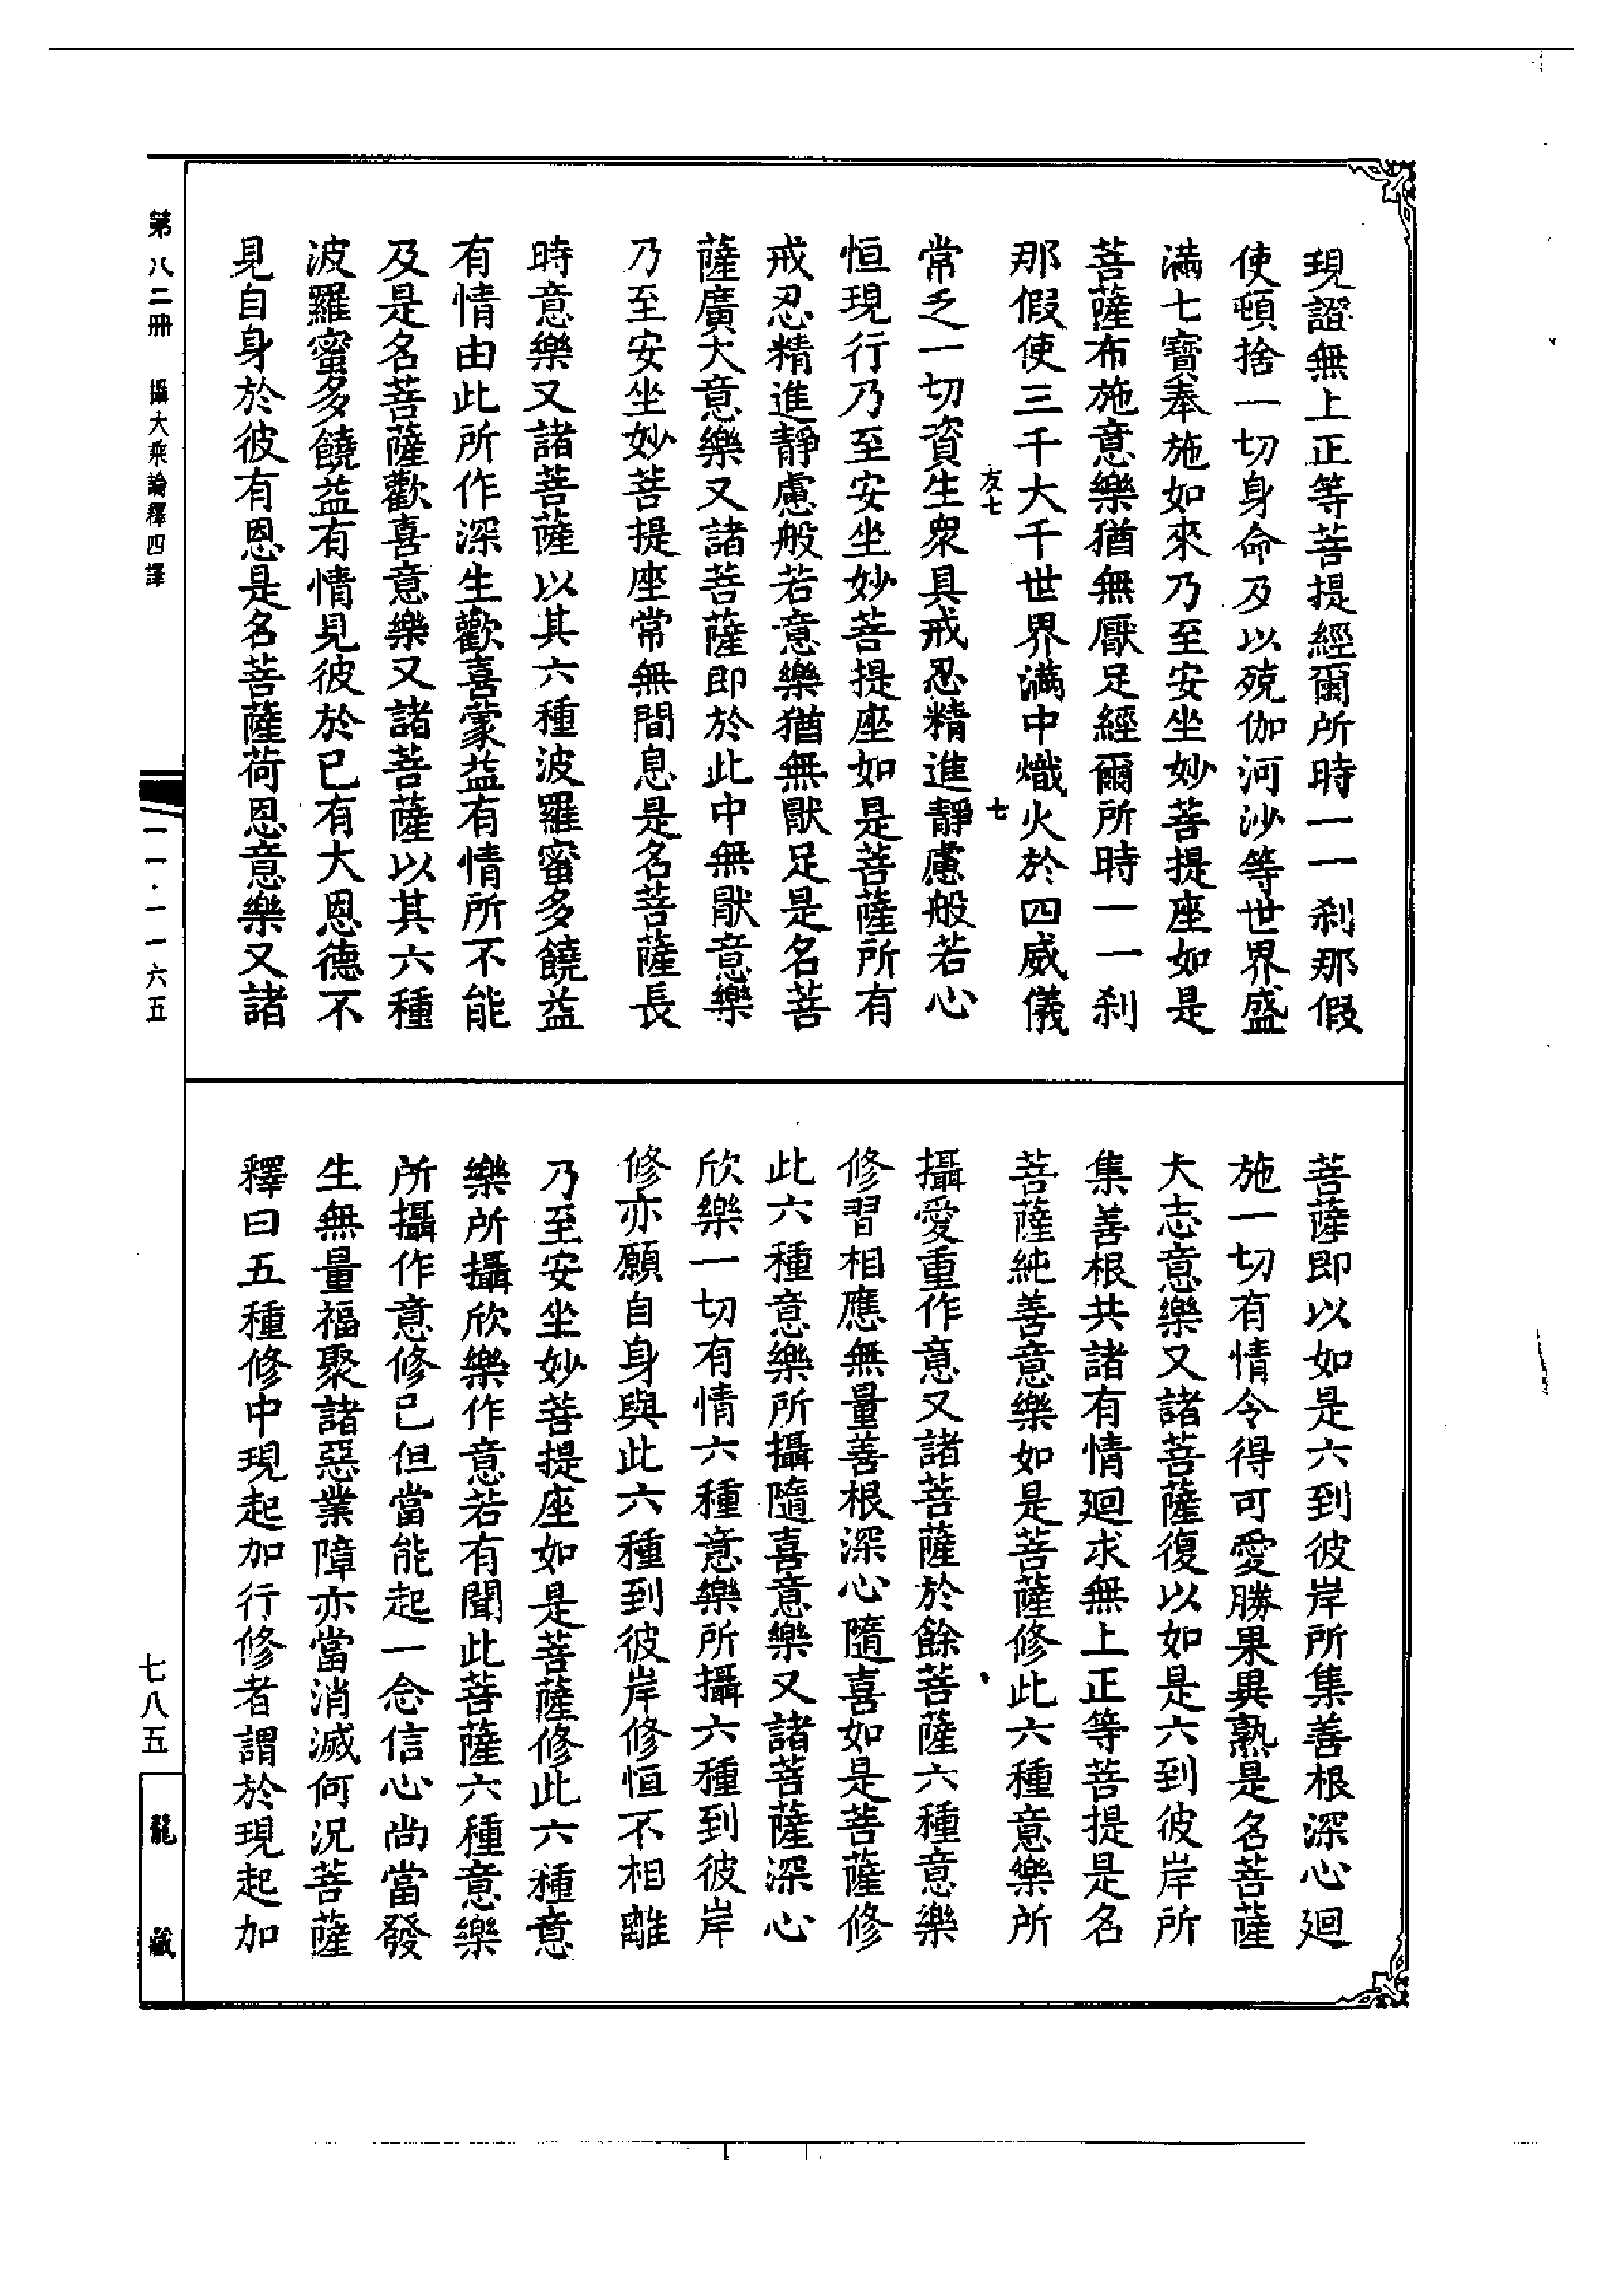 現證無上正等菩提經爾所時一一剎那假
使頓捨一切身命及以殑伽河沙等世界盛
滿七寶奉施如來乃至安坐妙菩提座如是
菩薩布施意樂猶無厭足經爾所時一一剎
那假使三千大千世界滿中熾火於四威儀
友七
七
常乏一切資生眾具戒忍精進靜慮般若心
恒現行乃至安坐妙菩提座如是菩薩所有
戒忍精進靜慮般若意樂猶無猒足是名菩
薩廣大意樂又諸菩薩即於此中無猒意樂
乃至安坐妙菩提座常無間息是名菩薩長
時意樂又諸菩薩以其六種波羅蜜多饒益
有情由此所作深生歡喜蒙益有情所不能
及是名菩薩歡喜意樂又諸菩薩以其六種
波羅蜜多饒益有情見彼於已有大恩德不
見自身於彼有恩是名菩薩荷恩意樂又諸
菩薩即以如是六到彼岸所集善根深心迴
施一切有情令得可愛勝果異熟是名菩薩
大志意樂又諸菩薩復以如是六到彼岸所
集善根共諸有情迴求無上正等菩提是名
菩薩純善意樂如是菩薩修此六種意樂所
攝愛重作意又諸菩薩於餘菩薩六種意樂
修習相應無量善根深心隨喜如是菩薩修
此六種意樂所攝隨喜意樂又諸菩薩深心
欣樂一切有情六種意樂所攝六種到彼岸
修亦願自身與此六種到彼岸修恒不相離
乃至安坐妙菩提座如是菩薩修此六種意
樂所攝欣樂作意若有聞此菩薩六種意樂
所攝作意修已但當能起一念信心尚當發
生無量福聚諸惡業障亦當消滅何況菩薩
釋曰五種修中現起加行修者謂於現起加
第八二冊 攝大乘論釋四譯
一一·一一六五
七八五
龍藏